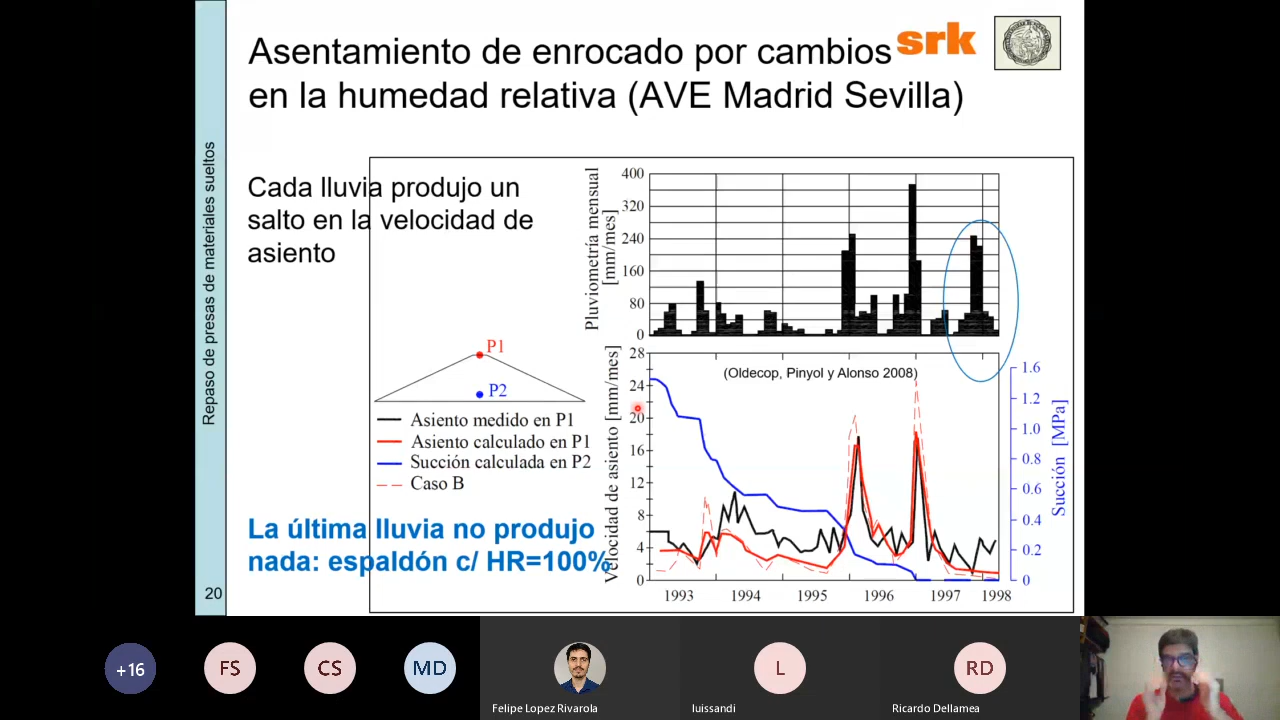 Asentamiento de enrocado por cambios
en la humedad relativa (AVE Madrid Sevilla)
srk
Repaso de presas de materiales sueltos
20
Cada lluvia produjo un
salto en la velocidad de
asiento
P1
P2
Asiento medido en P1
Asiento calculado en P1
Succión calculada en P2
Caso B
La última lluvia no produjo
nada: espaldón c/ HR=100%
Pluviometría mensual
[mm/mes]
400
320
240
160
80
0
Velocidad de asiento [mm/mes]
28
24
20
16
12
8
4
0
(Oldecop, Pinyol y Alonso 2008)
1.6
1.2
1.0
0.8
0.6
0.4
0.2
0
Succión [MPa]
1993 1994 1995 1996 1997 1998
+16
FS
CS
MD
Felipe Lopez Rivarola
L
luissandi
RD
Ricardo Dellamea